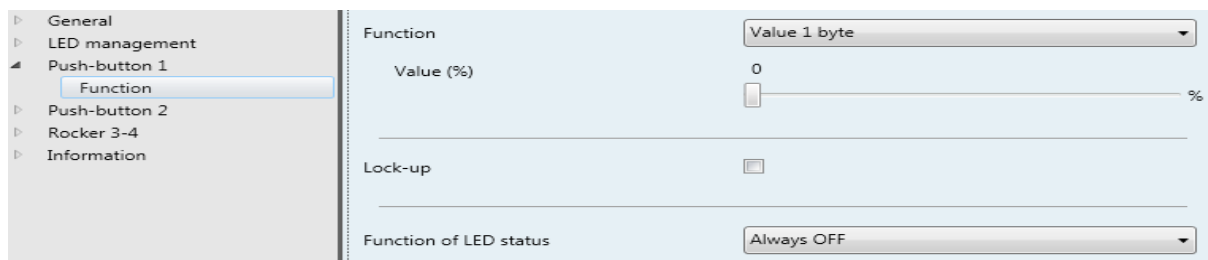 General
LED management
Push-button 1
Function
Push-button 2
Rocker 3-4
Information
Function
Value 1 byte
Value (%)
0
%
Lock-up
Function of LED status
Always OFF